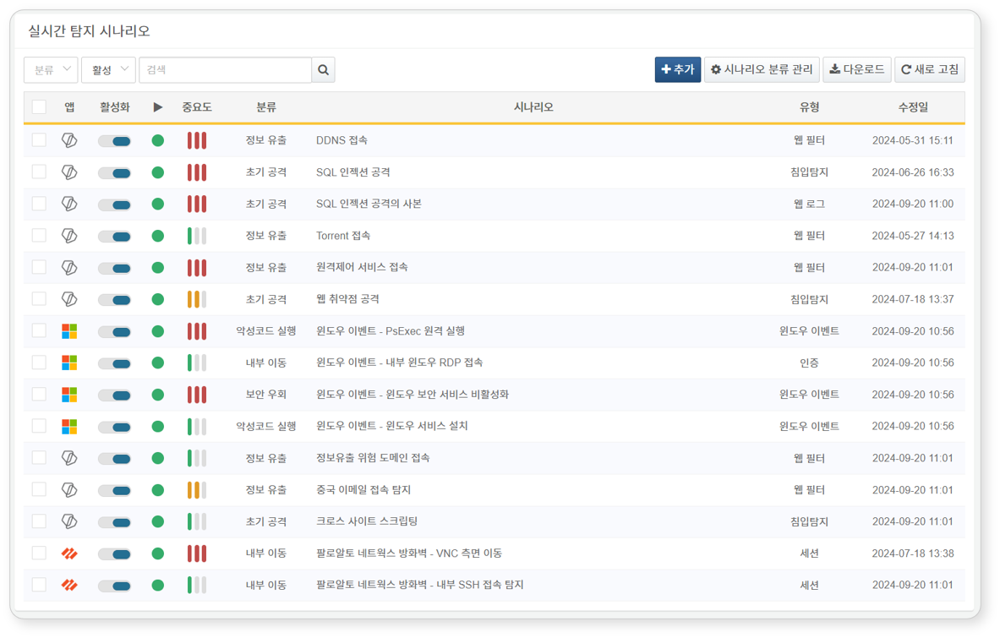 실시간 탐지 시나리오
분류 활성 검색 추가 시나리오 분류 관리 다운로드 새로 고침
앱 활성화 중요도 분류 시나리오 유형 수정일
정보 유출 DDNS 접속 웹 필터 2024-05-31 15:11
초기 공격 SQL 인젝션 공격 침입탐지 2024-06-26 16:33
초기 공격 SQL 인젝션 공격의 사본 웹 로그 2024-09-20 11:00
정보 유출 Torrent 접속 웹 필터 2024-05-27 14:13
정보 유출 원격제어 서비스 접속 웹 필터 2024-09-20 11:01
초기 공격 웹 취약점 공격 침입탐지 2024-07-18 13:37
악성코드 실행 윈도우 이벤트 - PsExec 원격 실행 윈도우 이벤트 2024-09-20 10:56
내부 이동 윈도우 이벤트 - 내부 윈도우 RDP 접속 인증 2024-09-20 10:56
보안 우회 윈도우 이벤트 - 윈도우 보안 서비스 비활성화 윈도우 이벤트 2024-09-20 10:56
악성코드 실행 윈도우 이벤트 - 윈도우 서비스 설치 윈도우 이벤트 2024-09-20 10:56
정보 유출 정보유출 위험 도메인 접속 웹 필터 2024-09-20 11:01
정보 유출 중국 이메일 접속 탐지 웹 필터 2024-09-20 11:01
초기 공격 크로스 사이트 스크립팅 침입탐지 2024-09-20 11:01
내부 이동 팔로알토 네트웍스 방화벽 - VNC 측면 이동 세션 2024-07-18 13:38
내부 이동 팔로알토 네트웍스 방화벽 - 내부 SSH 접속 탐지 세션 2024-09-20 11:01